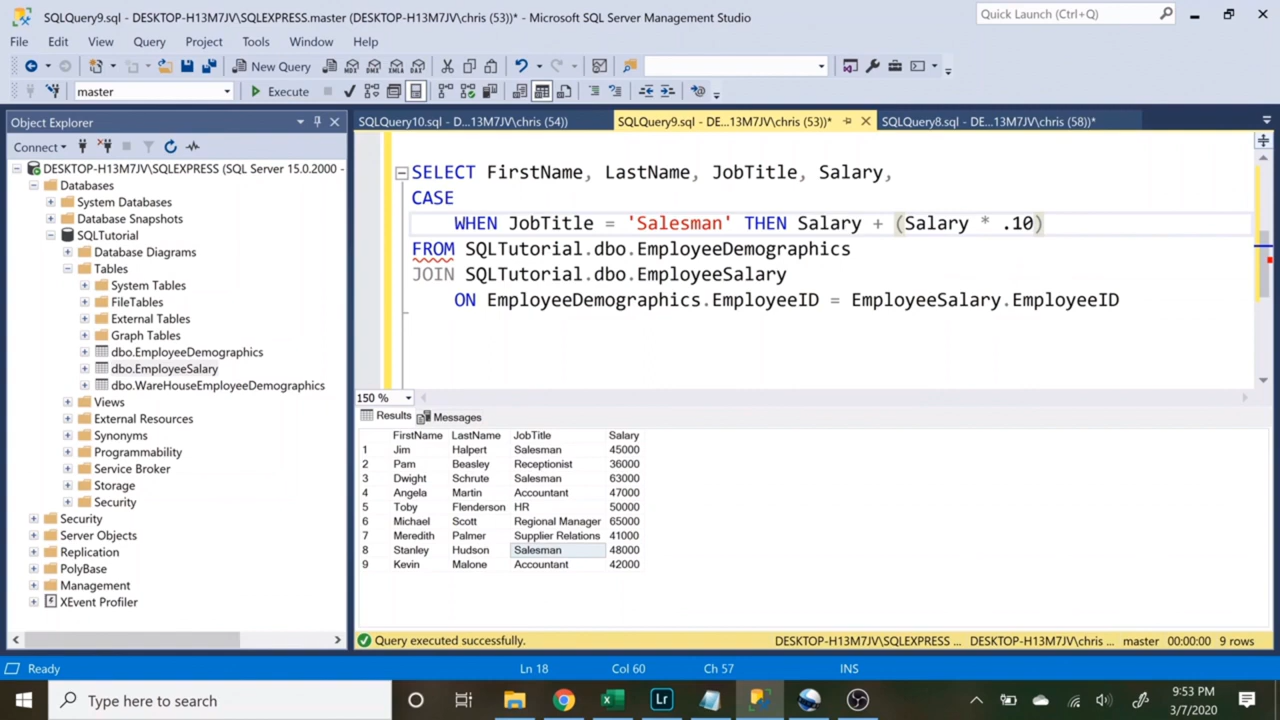 SQLQuery9.sql - DESKTOP-H13M7JV\SQLEXPRESS.master (DESKTOP-H13M7JV\chris (53))* - Microsoft SQL Server Management Studio
Quick Launch (Ctrl+Q)
File Edit View Query Project Tools Window Help
New Query
MDX DMX XMLA DAX
master
Execute
Object Explorer
SQLQuery10.sql - D...13M7JV\chris (54))
SQLQuery9.sql - DE...13M7JV\chris (53))*
SQLQuery8.sql - DE...13M7JV\chris (58))*
Connect
DESKTOP-H13M7JV\SQLEXPRESS (SQL Server 15.0.2000 -
Databases
System Databases
Database Snapshots
SQLTutorial
Database Diagrams
Tables
System Tables
FileTables
External Tables
Graph Tables
dbo.EmployeeDemographics
dbo.EmployeeSalary
dbo.WareHouseEmployeeDemographics
Views
External Resources
Synonyms
Programmability
Service Broker
Storage
Security
Security
Server Objects
Replication
PolyBase
Management
XEvent Profiler
SELECT FirstName, LastName, JobTitle, Salary,
CASE
WHEN JobTitle = 'Salesman' THEN Salary + (Salary * .10)
FROM SQLTutorial.dbo.EmployeeDemographics
JOIN SQLTutorial.dbo.EmployeeSalary
ON EmployeeDemographics.EmployeeID = EmployeeSalary.EmployeeID
150 %
Results Messages
FirstName LastName JobTitle Salary
1 Jim Halpert Salesman 45000
2 Pam Beasley Receptionist 36000
3 Dwight Schrute Salesman 63000
4 Angela Martin Accountant 47000
5 Toby Flenderson HR 50000
6 Michael Scott Regional Manager 65000
7 Meredith Palmer Supplier Relations 41000
8 Stanley Hudson Salesman 48000
9 Kevin Malone Accountant 42000
Query executed successfully.
DESKTOP-H13M7JV\SQLEXPRESS ... DESKTOP-H13M7JV\chris ... master 00:00:00 9 rows
Ready
Ln 18 Col 60 Ch 57 INS
Type here to search
Lr
9:53 PM
3/7/2020